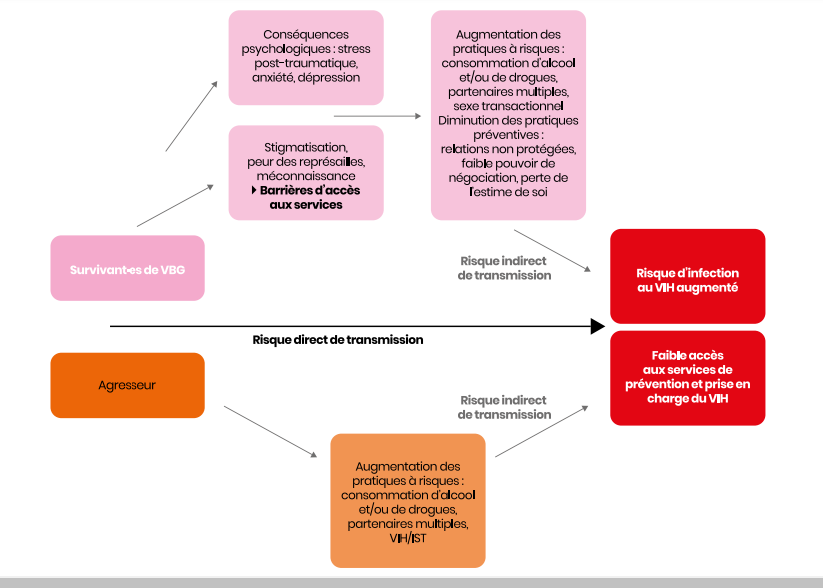 Conséquences
psychologiques : stress
post-traumatique,
anxiété, dépression
Augmentation des
pratiques à risques :
consommation d'alcool
et/ou de drogues,
partenaires multiples,
sexe transactionnel
Diminution des pratiques
préventives :
relations non protégées,
faible pouvoir de
négociation, perte de
l'estime de soi
Stigmatisation,
peur des représailles,
méconnaissance
▸ Barrières d'accès
aux services
Survivant•es de VBG
Risque indirect
de transmission
Risque d'infection
au VIH augmenté
Risque direct de transmission
Agresseur
Faible accès
aux services de
prévention et prise en
charge du VIH
Risque indirect
de transmission
Augmentation des
pratiques à risques :
consommation d'alcool
et/ou de drogues,
partenaires multiples,
VIH/IST